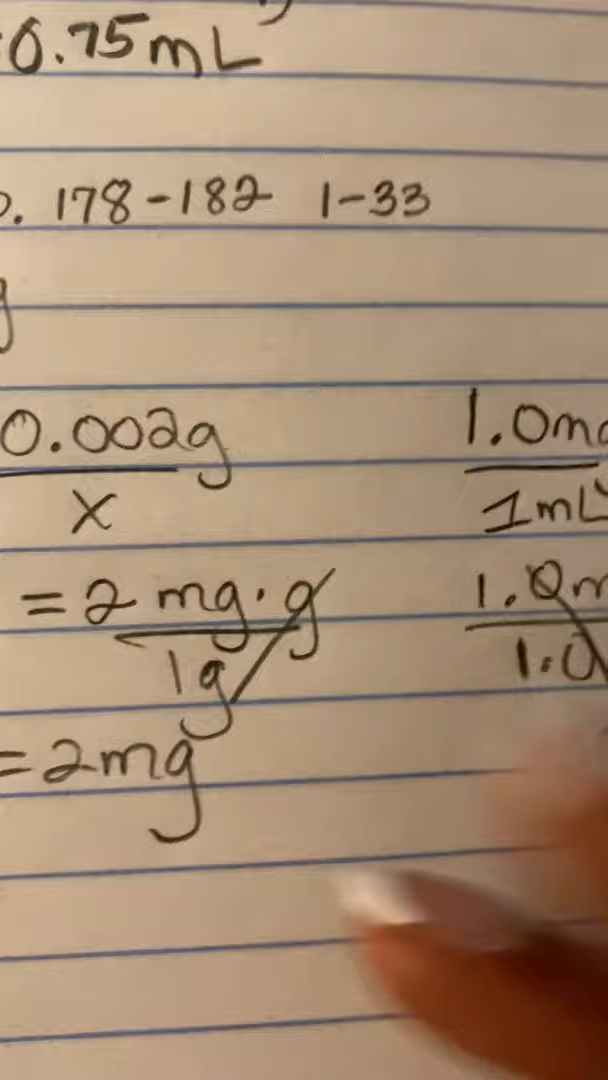 0.75mL
. 178-182 1-33
g
0.002g 1.0m
x 1mL
= 2 mg·g 1.0m
1g 1.0
= 2mg